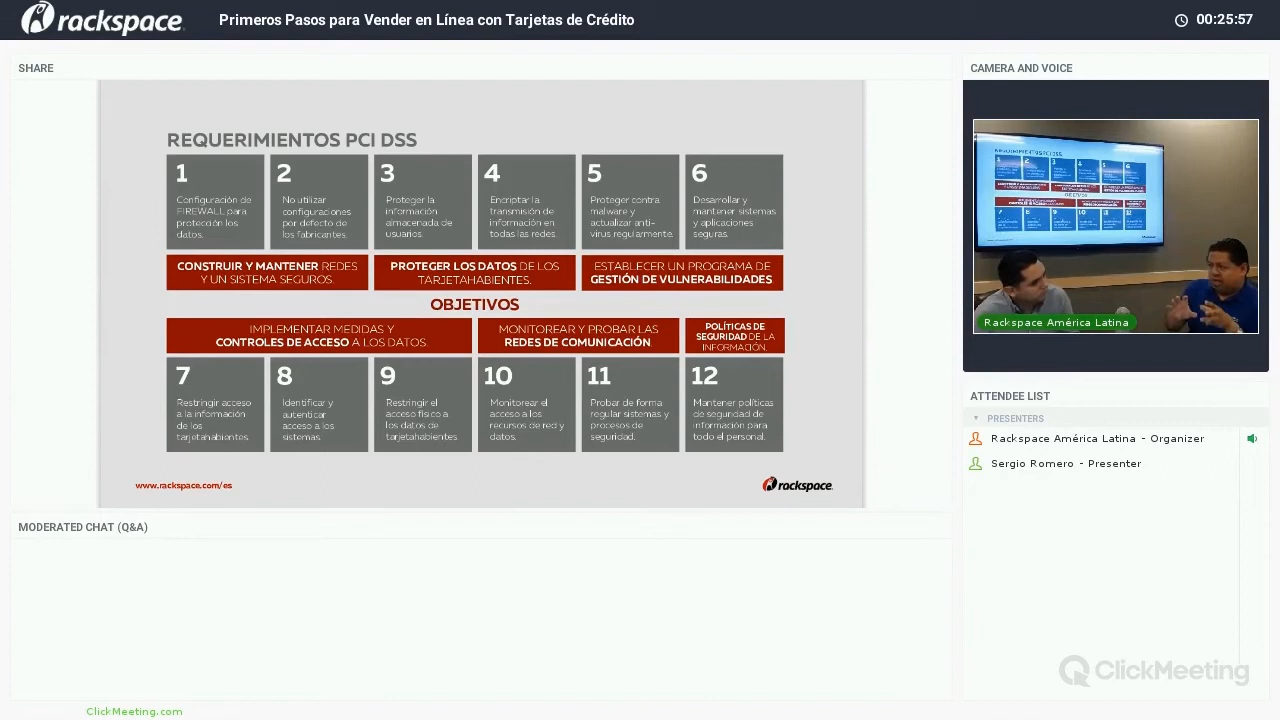 rackspace
Primeros Pasos para Vender en Línea con Tarjetas de Crédito
00:25:57
SHARE
REQUERIMIENTOS PCI DSS
1
Configuración de
FIREWALL para
protección los
datos.
2
No utilizar
configuraciones
por defecto de
los fabricantes.
3
Proteger la
información
almacenada de
usuarios.
4
Encriptar la
transmisión de
información en
todas las redes.
5
Proteger contra
malware y
actualizar anti-
virus regularmente.
6
Desarrollar y
mantener sistemas
y aplicaciones
seguras.
CONSTRUIR Y MANTENER REDES
Y UN SISTEMA SEGUROS.
PROTEGER LOS DATOS DE LOS
TARJETAHABIENTES.
ESTABLECER UN PROGRAMA DE
GESTIÓN DE VULNERABILIDADES
OBJETIVOS
IMPLEMENTAR MEDIDAS Y
CONTROLES DE ACCESO A LOS DATOS.
MONITOREAR Y PROBAR LAS
REDES DE COMUNICACIÓN.
POLÍTICAS DE
SEGURIDAD DE LA
INFORMACIÓN.
7
Restringir acceso
a la información
de los
tarjetahabientes.
8
Identificar y
autenticar
acceso a los
sistemas.
9
Restringir el
acceso físico a
los datos de
tarjetahabientes
10
Monitorear el
acceso a los
recursos de red y
datos.
11
Probar de forma
regular sistemas y
procesos de
seguridad.
12
Mantener políticas
de seguridad de
información para
todo el personal.
www.rackspace.com/es
rackspace
MODERATED CHAT (Q&A)
CAMERA AND VOICE
REQUERIMIENTOS PCI DSS
Rackspace América Latina
ATTENDEE LIST
PRESENTERS
Rackspace América Latina - Organizer
Sergio Romero - Presenter
ClickMeeting
ClickMeeting.com